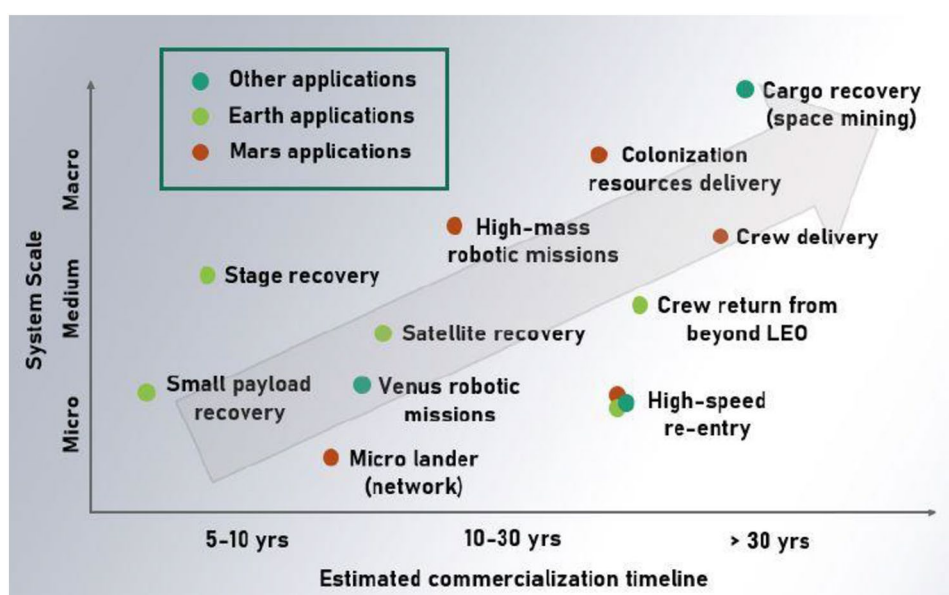 Other applications
Earth applications
Mars applications
Cargo recovery
(space mining)
Colonization
resources delivery
High-mass
robotic missions
Crew delivery
Stage recovery
Crew return from
beyond LEO
Satellite recovery
Small payload
recovery
Venus robotic
missions
High-speed
re-entry
Micro lander
(network)
System Scale
Macro
Medium
Micro
5-10 yrs
10-30 yrs
> 30 yrs
Estimated commercialization timeline